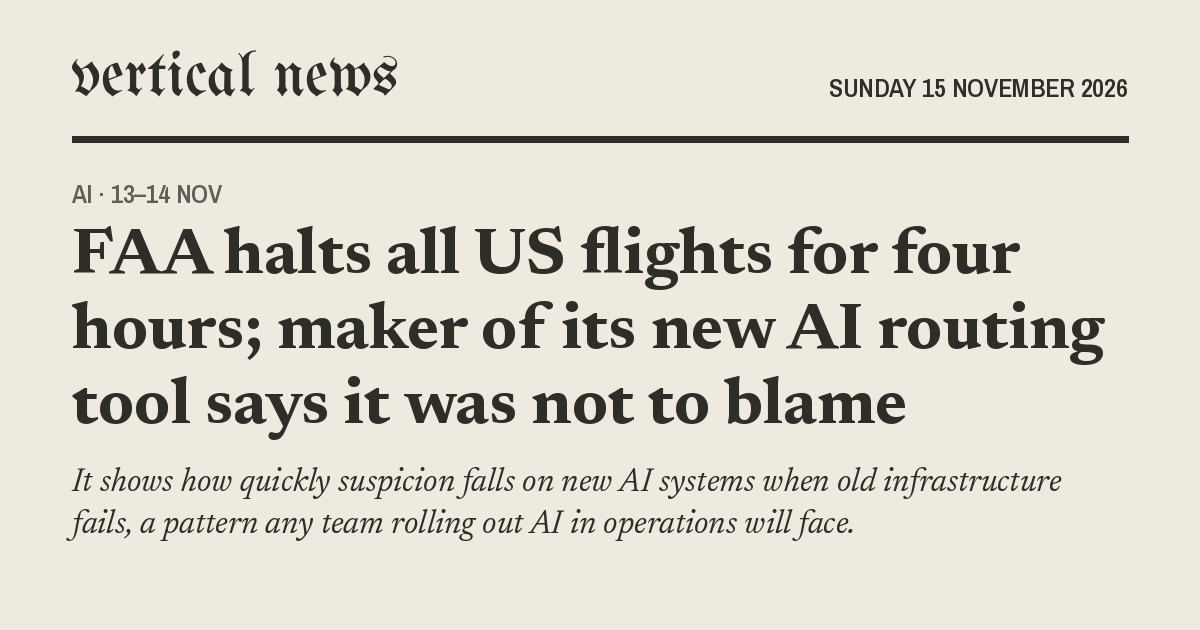 vertical news
SUNDAY 15 NOVEMBER 2026
AI · 13–14 NOV
FAA halts all US flights for four
hours; maker of its new AI routing
tool says it was not to blame
It shows how quickly suspicion falls on new AI systems when old infrastructure
fails, a pattern any team rolling out AI in operations will face.